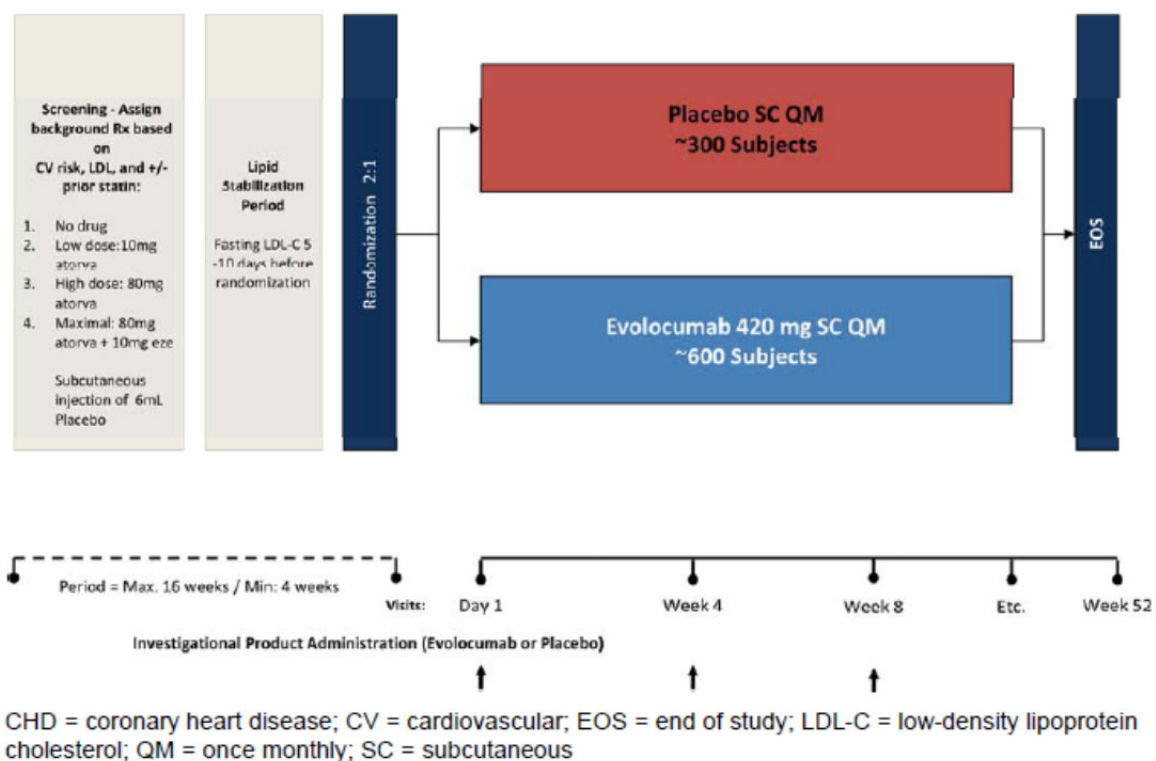 Screening - Assign
background Rx based
on
CV risk, LDL, and +/-
prior statin:
1. No drug
2. Low dose:10mg
atorva
3. High dose: 80mg
atorva
4. Maximal: 80mg
atorva + 10mg eze
Subcutaneous
injection of 6mL
Placebo
Lipid
Stabilization
Period
Fasting LDL-C 5
-10 days before
randomization
Randomization 2:1
Placebo SC QM
~300 Subjects
Evolocumab 420 mg SC QM
~600 Subjects
EOS
Period = Max. 16 weeks / Min: 4 weeks
Visits: Day 1 Week 4 Week 8 Etc. Week 52
Investigational Product Administration (Evolocumab or Placebo)
CHD = coronary heart disease; CV = cardiovascular; EOS = end of study; LDL-C = low-density lipoprotein
cholesterol; QM = once monthly; SC = subcutaneous